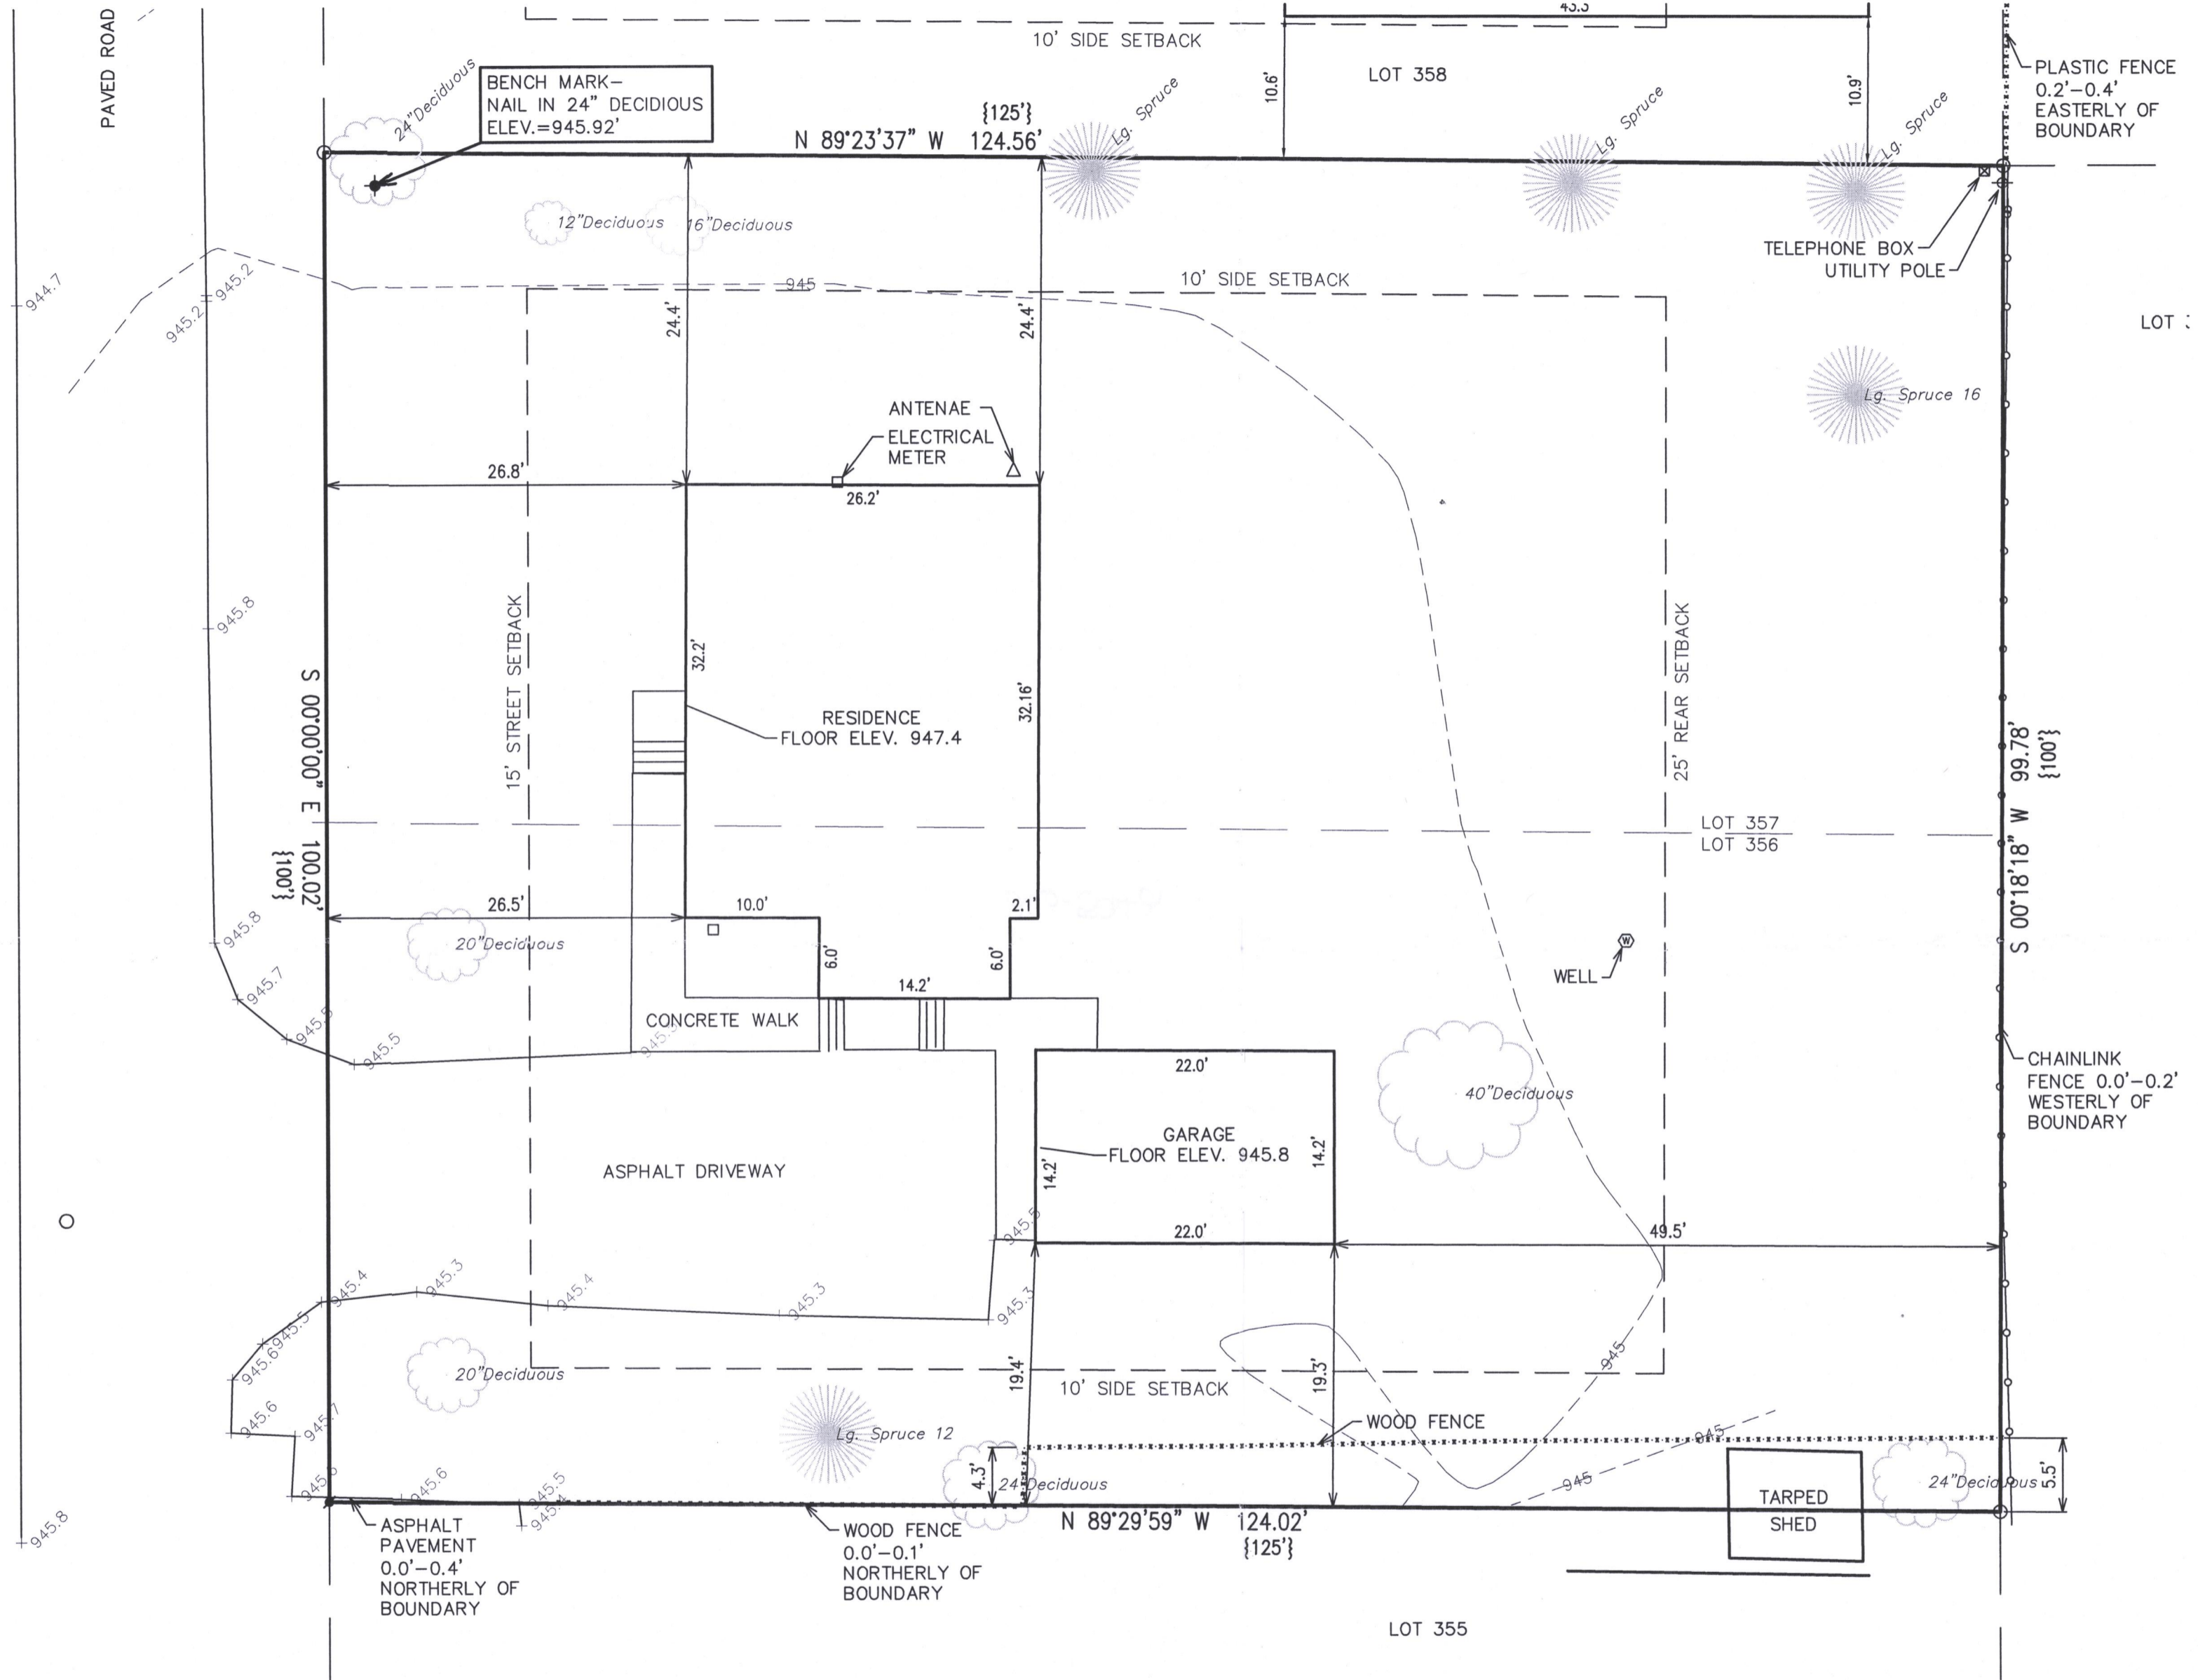 PAVED ROAD
43.3'
10' SIDE SETBACK
LOT 358
10.6'
10.9'
PLASTIC FENCE
0.2'-0.4'
EASTERLY OF
BOUNDARY
24"Deciduous
BENCH MARK-
NAIL IN 24" DECIDIOUS
ELEV.=945.92'
{125'}
N 89°23'37" W 124.56'
Lg. Spruce
Lg. Spruce
Lg. Spruce
12"Deciduous
16"Deciduous
TELEPHONE BOX
UTILITY POLE
944.7
945.2
945.2
945
10' SIDE SETBACK
24.4'
24.4'
LOT
Lg. Spruce 16
ANTENAE
ELECTRICAL
METER
26.8'
26.2'
945.8
15' STREET SETBACK
32.2'
32.16'
25' REAR SETBACK
RESIDENCE
FLOOR ELEV. 947.4
S 00°00'00" E 100.02'
{100'}
S 00°18'18" W 99.78'
{100'}
LOT 357
LOT 356
26.5'
10.0'
2.1'
945.8
20"Deciduous
6.0'
6.0'
WELL
W
945.7
14.2'
CONCRETE WALK
945.5
22.0'
40"Deciduous
CHAINLINK
FENCE 0.0'-0.2'
WESTERLY OF
BOUNDARY
GARAGE
FLOOR ELEV. 945.8
14.2'
14.2'
ASPHALT DRIVEWAY
945.5
22.0'
49.5'
945.4
945.3
945.4
945.3
945.3
945.5
945.6
945
20"Deciduous
19.4'
10' SIDE SETBACK
19.3'
945.6
945.7
Lg. Spruce 12
WOOD FENCE
945
4.3'
24"Deciduous
945
24"Deciduous
5.5'
945.6
945.5
945.4
TARPED
SHED
945.8
ASPHALT
PAVEMENT
0.0'-0.4'
NORTHERLY OF
BOUNDARY
WOOD FENCE
0.0'-0.1'
NORTHERLY OF
BOUNDARY
N 89°29'59" W 124.02'
{125'}
LOT 355